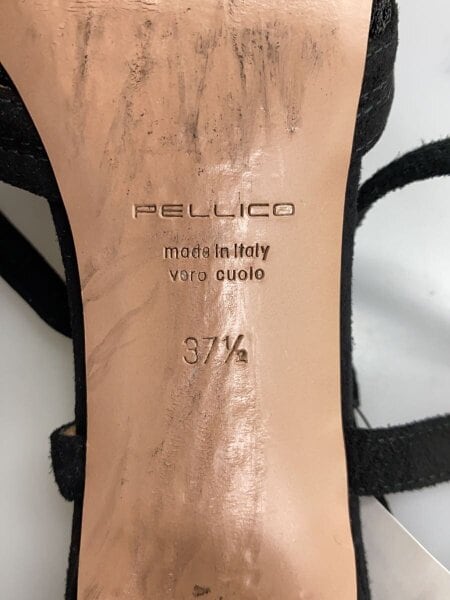 PELLICO
made in Italy
vero cuoio
37½